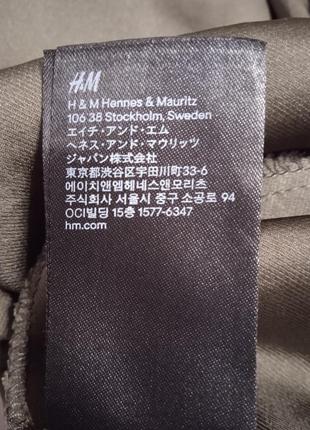 H&M
H & M Hennes & Mauritz
106 38 Stockholm, Sweden
エイチ・アンド・エム
ヘネス・アンド・マウリッツ
ジャパン株式会社
東京都渋谷区宇田川町33-6
에이치앤엠헤네스앤모리츠
주식회사 서울시 중구 소공로 94
OCI빌딩 15층 1577-6347
hm.com